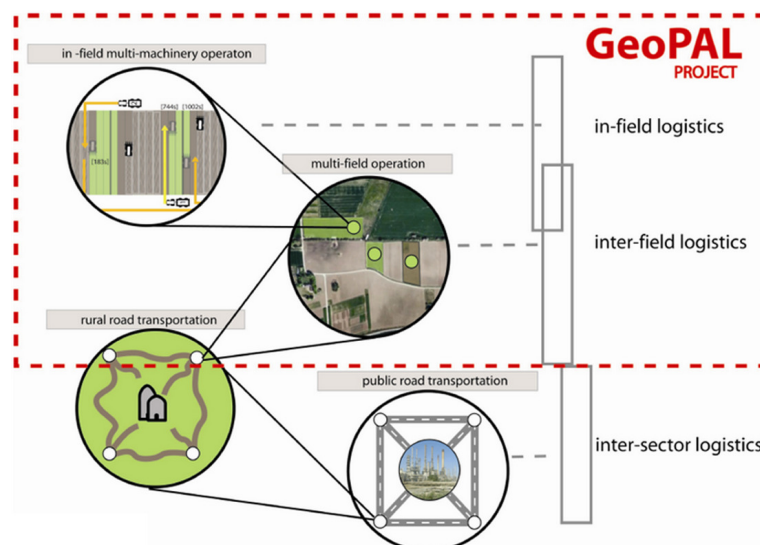 GeoPAL
PROJECT
in -field multi-machinery operaton
[744s] [1002s]
[183s]
in-field logistics
multi-field operation
inter-field logistics
rural road transportation
public road transportation
inter-sector logistics